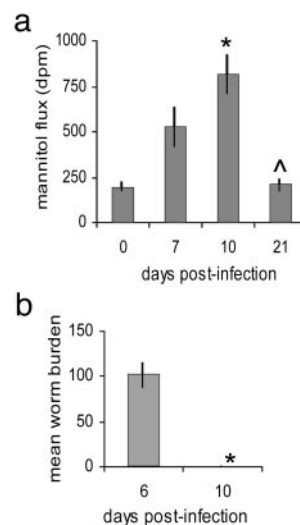 a
mannitol flux (dpm)
1000
750
500
250
0
*
^
0 7 10 21
days post-infection
b
mean worm burden
150
100
50
0
*
6 10
days post-infection